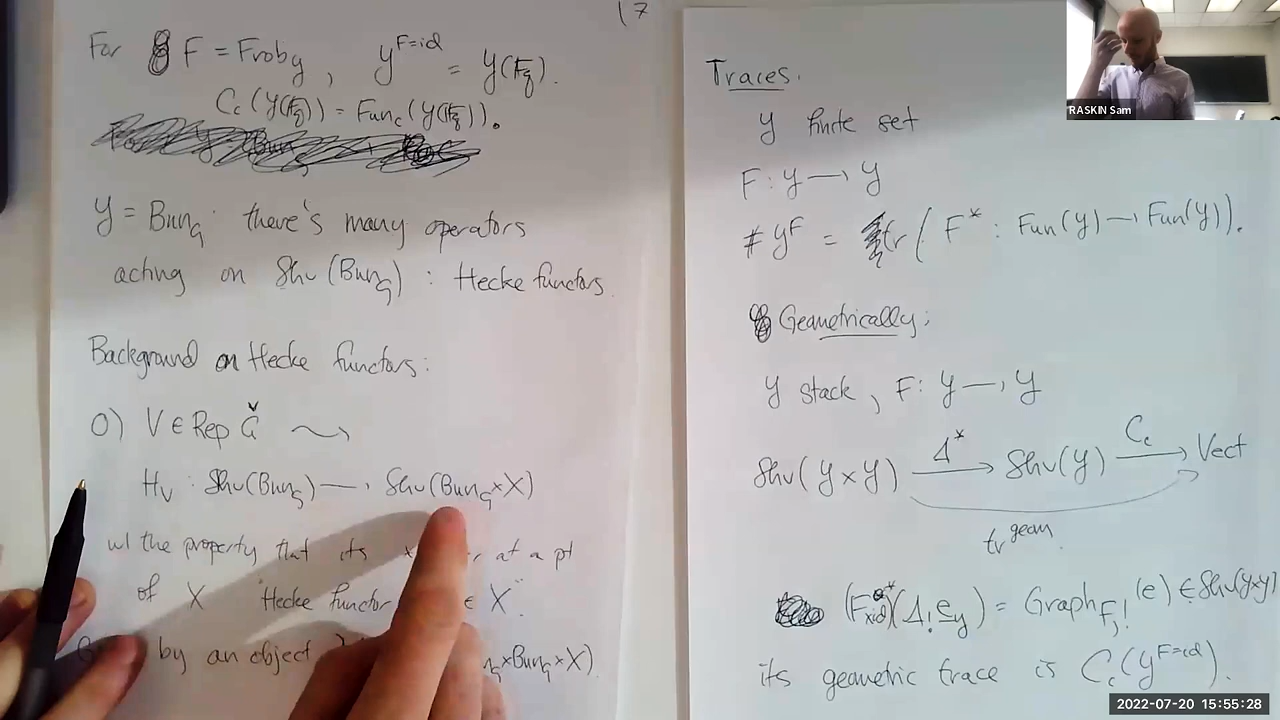 17
For F = Frob_q , Y^{F=id} = Y(F_q).
C_c(Y(F_q)) = Fun_c(Y(F_q)).
Y = Bun_G : there's many operators
acting on Shv(Bun_G) : Hecke functors.
Background on Hecke functors:
0) V ∈ Rep Ǧ ⇝
H_V : Shv(Bun_G) → Shv(Bun_G × X)
w/ the property that its at a pt
of X "Hecke functor ∈ X".
by an object × Bun_G × X)
Traces.
Y finite set
F : Y → Y
# Y^F = tr( F^* : Fun(Y) → Fun(Y)).
Geometrically:
Y stack , F : Y → Y
Shv(Y × Y) Δ^* → Shv(Y) C_c → Vect
tr^{geom}
(F × id)^*(Δ_! e_Y) = Graph_{F,!}(e) ∈ Shv(Y×Y)
its geometric trace is C_c(Y^{F=id}).
RASKIN Sam
2022-07-20 15:55:28